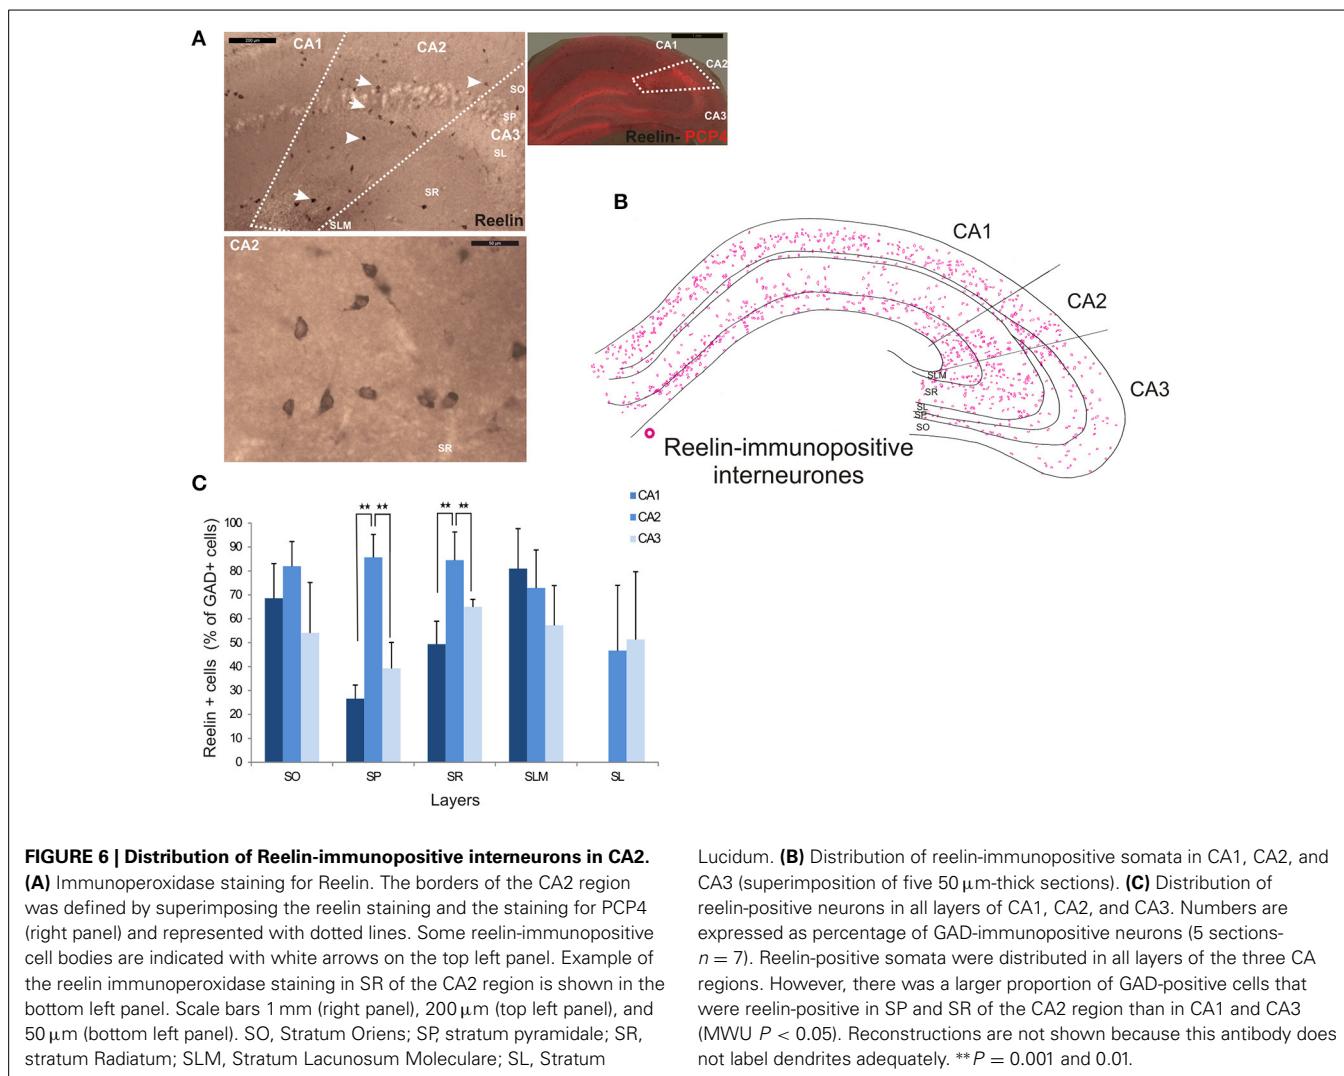 A
200 µm
CA1
CA2
SO
SP
CA3
SL
SR
SLM
Reelin
1 mm
CA1
CA2
CA3
Reelin- PCP4
CA2
50 µm
SR
B
CA1
CA2
CA3
SLM
SR
SL
SP
SO
Reelin-immunopositive
interneurones
C
CA1
CA2
CA3
** **
** **
Reelin + cells (% of GAD+ cells)
100
90
80
70
60
50
40
30
20
10
0
SO SP SR SLM SL
Layers
FIGURE 6 | Distribution of Reelin-immunopositive interneurons in CA2.
(A) Immunoperoxidase staining for Reelin. The borders of the CA2 region
was defined by superimposing the reelin staining and the staining for PCP4
(right panel) and represented with dotted lines. Some reelin-immunopositive
cell bodies are indicated with white arrows on the top left panel. Example of
the reelin immunoperoxidase staining in SR of the CA2 region is shown in the
bottom left panel. Scale bars 1 mm (right panel), 200 µm (top left panel), and
50 µm (bottom left panel). SO, Stratum Oriens; SP, stratum pyramidale; SR,
stratum Radiatum; SLM, Stratum Lacunosum Moleculare; SL, Stratum
Lucidum. (B) Distribution of reelin-immunopositive somata in CA1, CA2, and
CA3 (superimposition of five 50 µm-thick sections). (C) Distribution of
reelin-positive neurons in all layers of CA1, CA2, and CA3. Numbers are
expressed as percentage of GAD-immunopositive neurons (5 sections-
n = 7). Reelin-positive somata were distributed in all layers of the three CA
regions. However, there was a larger proportion of GAD-positive cells that
were reelin-positive in SP and SR of the CA2 region than in CA1 and CA3
(MWU P < 0.05). Reconstructions are not shown because this antibody does
not label dendrites adequately. **P = 0.001 and 0.01.